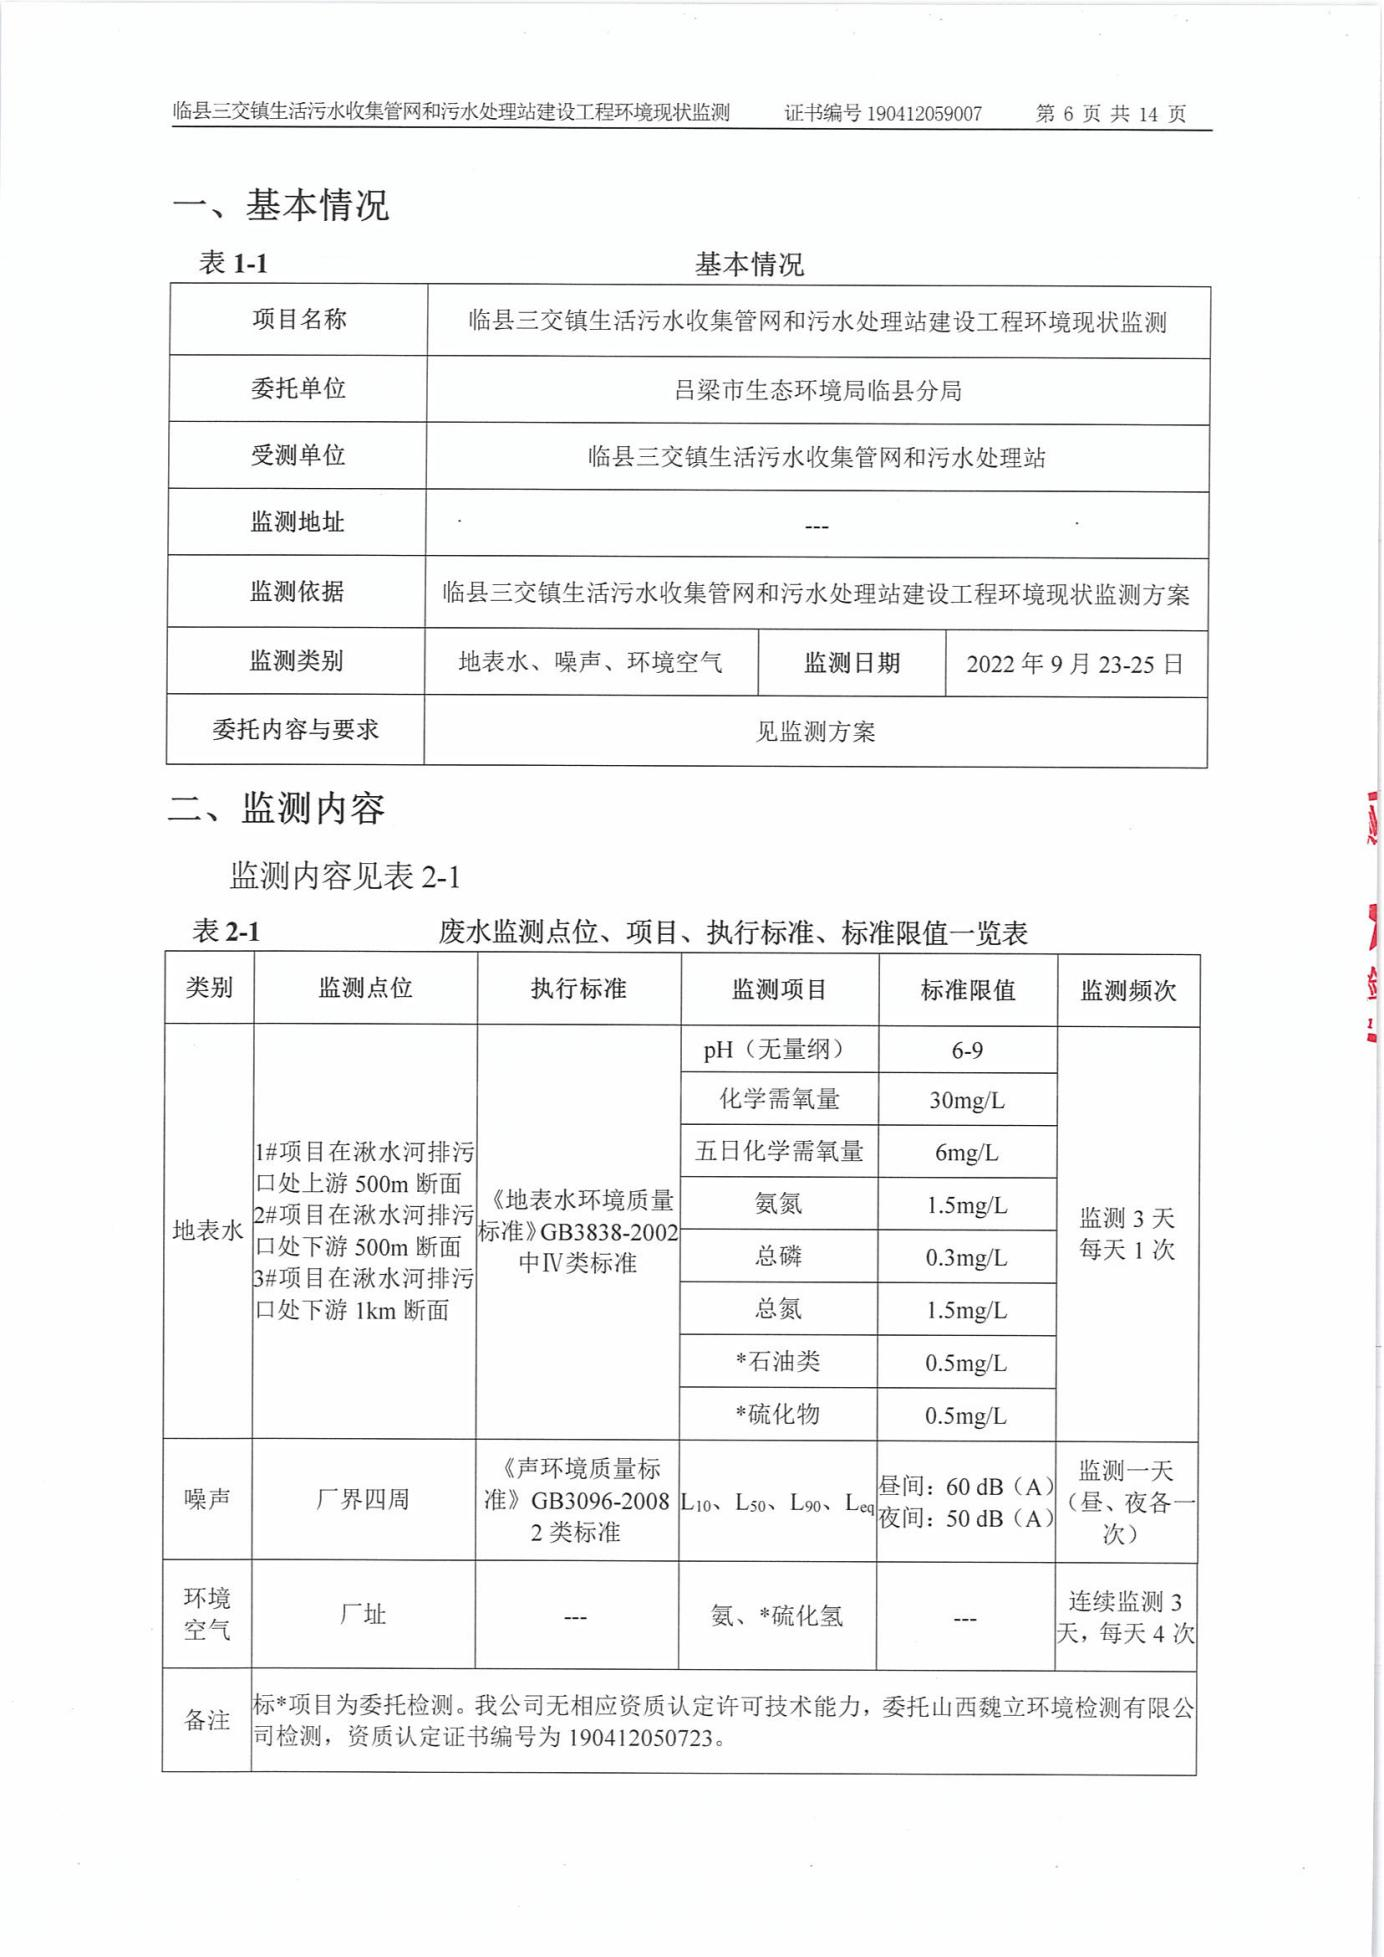 临县三交镇生活污水收集管网和污水处理站建设工程环境现状监测 证书编号 190412059007 第 6 页 共 14 页
一、基本情况
表 1-1 基本情况
项目名称 临县三交镇生活污水收集管网和污水处理站建设工程环境现状监测
委托单位 吕梁市生态环境局临县分局
受测单位 临县三交镇生活污水收集管网和污水处理站
监测地址 ---
监测依据 临县三交镇生活污水收集管网和污水处理站建设工程环境现状监测方案
监测类别 地表水、噪声、环境空气 监测日期 2022 年 9 月 23-25 日
委托内容与要求 见监测方案
二、监测内容
监测内容见表 2-1
表 2-1 废水监测点位、项目、执行标准、标准限值一览表
类别 监测点位 执行标准 监测项目 标准限值 监测频次
地表水
1#项目在湫水河排污
口处上游 500m 断面
2#项目在湫水河排污
口处下游 500m 断面
3#项目在湫水河排污
口处下游 1km 断面
《地表水环境质量
标准》GB3838-2002
中Ⅳ类标准
pH（无量纲） 6-9
化学需氧量 30mg/L
五日化学需氧量 6mg/L
氨氮 1.5mg/L
总磷 0.3mg/L
总氮 1.5mg/L
*石油类 0.5mg/L
*硫化物 0.5mg/L
监测 3 天
每天 1 次
噪声
厂界四周
《声环境质量标
准》GB3096-2008
2 类标准
L10、L50、L90、Leq
昼间：60 dB（A）
夜间：50 dB（A）
监测一天
（昼、夜各一
次）
环境
空气
厂址
---
氨、*硫化氢
---
连续监测 3
天，每天 4 次
备注
标*项目为委托检测。我公司无相应资质认定许可技术能力，委托山西魏立环境检测有限公
司检测，资质认定证书编号为 190412050723。